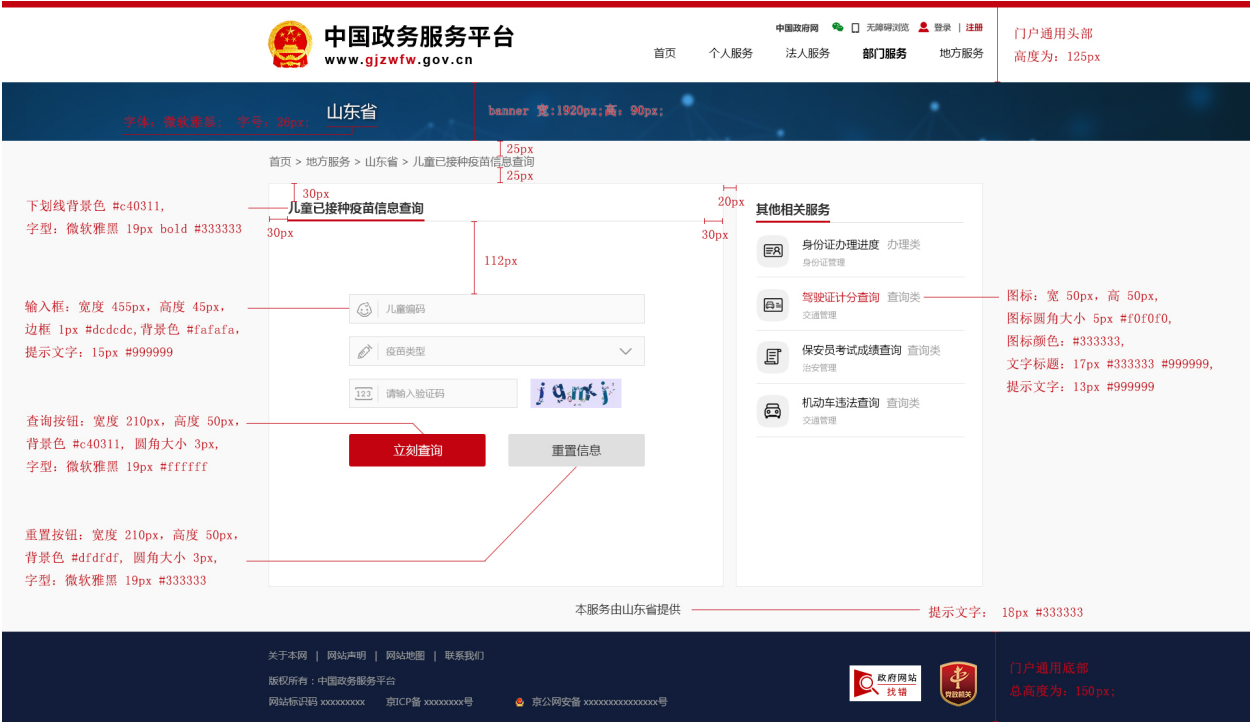 中国政务服务平台
www.gjzwfw.gov.cn
中国政府网 无障碍浏览 登录 | 注册
首页 个人服务 法人服务 部门服务 地方服务
门户通用头部
高度为：125px
山东省
字体：微软雅黑； 字号：36px;
banner 宽:1920px;高：90px;
25px
首页 > 地方服务 > 山东省 > 儿童已接种疫苗信息查询
25px
30px
儿童已接种疫苗信息查询
30px
20px
30px
112px
下划线背景色 #c40311,
字型：微软雅黑 19px bold #333333
输入框：宽度 455px，高度 45px，
边框 1px #dcdcdc,背景色 #fafafa，
提示文字：15px #999999
儿童编码
疫苗类型
123 请输入验证码
查询按钮：宽度 210px，高度 50px，
背景色 #c40311, 圆角大小 3px,
字型：微软雅黑 19px #ffffff
立刻查询 重置信息
重置按钮：宽度 210px，高度 50px，
背景色 #dfdfdf, 圆角大小 3px,
字型：微软雅黑 19px #333333
其他相关服务
身份证办理进度 办理类
身份证管理
驾驶证计分查询 查询类
交通管理
保安员考试成绩查询 查询类
治安管理
机动车违法查询 查询类
交通管理
图标：宽 50px，高 50px,
图标圆角大小 5px #f0f0f0,
图标颜色：#333333,
文字标题：17px #333333 #999999,
提示文字：13px #999999
本服务由山东省提供
提示文字： 18px #333333
关于本网 | 网站声明 | 网站地图 | 联系我们
版权所有：中国政务服务平台
网站标识码 xxxxxxxxx 京ICP备 xxxxxxxx号 京公网安备 xxxxxxxxxxxxxxx号
政府网站
找错
党政机关
门户通用底部
总高度为：150px;